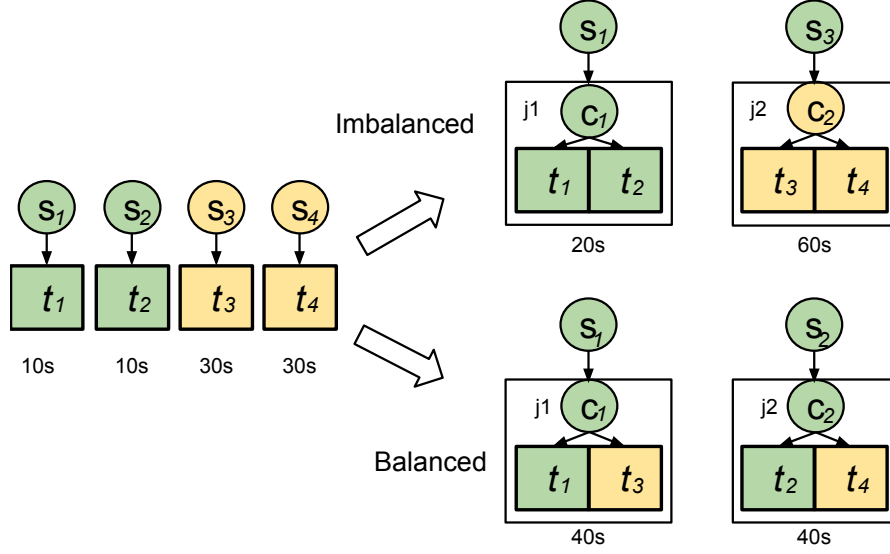 s1 s2 s3 s4
t1 t2 t3 t4
10s 10s 30s 30s
Imbalanced
s1 s3
j1 c1 j2 c2
t1 t2 t3 t4
20s 60s
Balanced
s1 s2
j1 c1 j2 c2
t1 t3 t2 t4
40s 40s